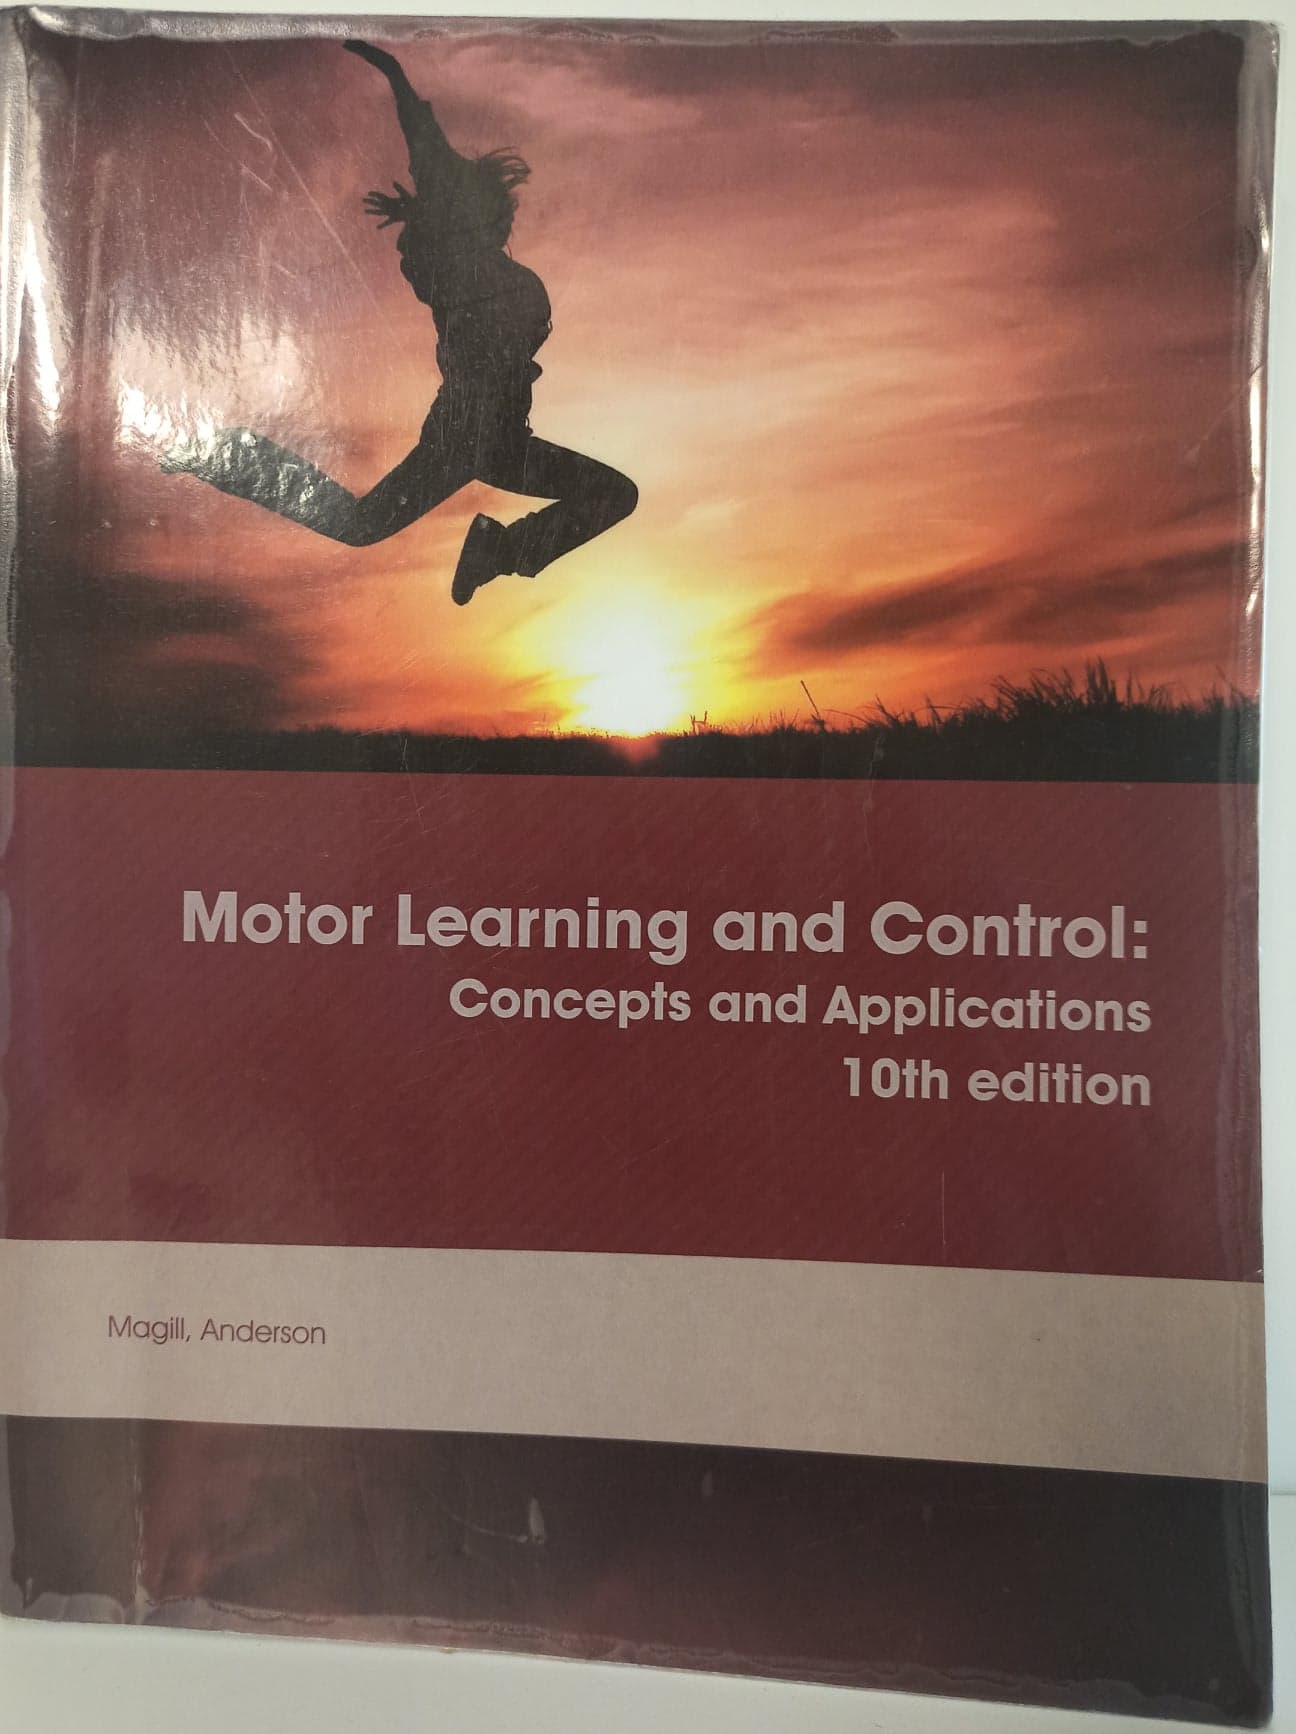 Motor Learning and Control:
Concepts and Applications
10th edition
Magill, Anderson